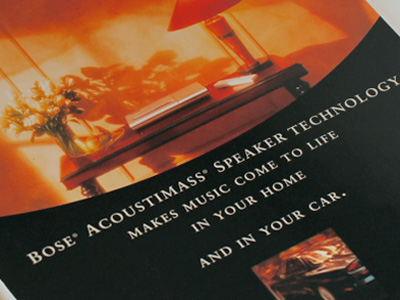 BOSE® ACOUSTIMASS® SPEAKER TECHNOLOGY
MAKES MUSIC COME TO LIFE
IN YOUR HOME
AND IN YOUR CAR.